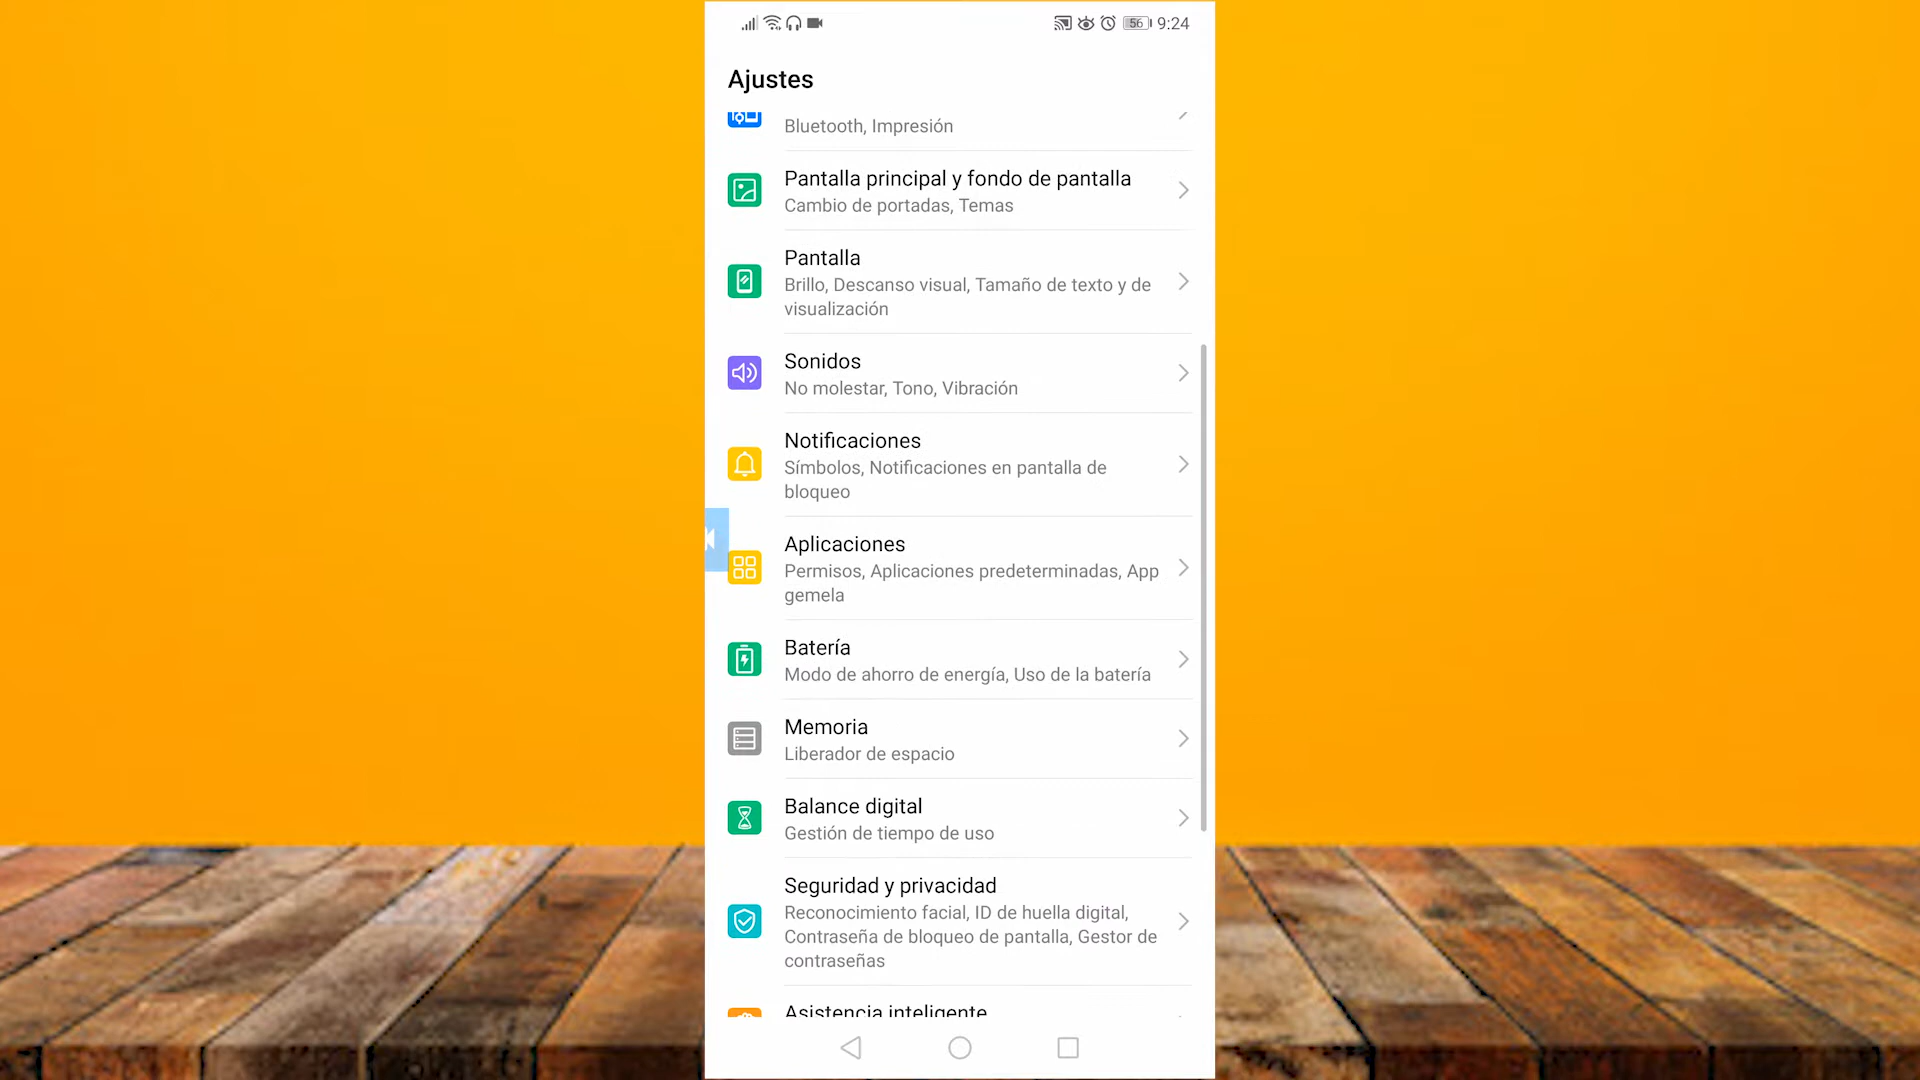 56 9:24
Ajustes
Bluetooth, Impresión
Pantalla principal y fondo de pantalla
Cambio de portadas, Temas
Pantalla
Brillo, Descanso visual, Tamaño de texto y de
visualización
Sonidos
No molestar, Tono, Vibración
Notificaciones
Símbolos, Notificaciones en pantalla de
bloqueo
Aplicaciones
Permisos, Aplicaciones predeterminadas, App
gemela
Batería
Modo de ahorro de energía, Uso de la batería
Memoria
Liberador de espacio
Balance digital
Gestión de tiempo de uso
Seguridad y privacidad
Reconocimiento facial, ID de huella digital,
Contraseña de bloqueo de pantalla, Gestor de
contraseñas
Asistencia inteligente